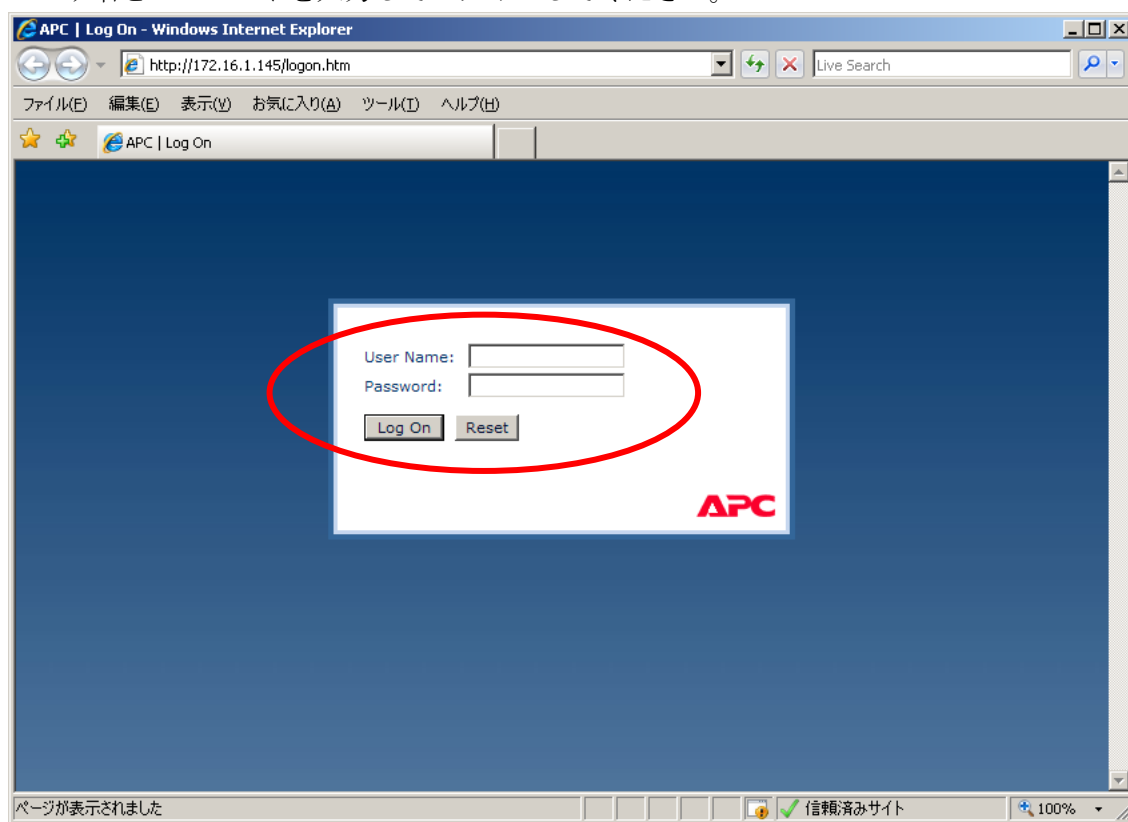 APC | Log On - Windows Internet Explorer
http://172.16.1.145/logon.htm
Live Search
ファイル(F) 編集(E) 表示(V) お気に入り(A) ツール(T) ヘルプ(H)
APC | Log On
User Name:
Password:
Log On Reset
APC
ページが表示されました 信頼済みサイト 100%